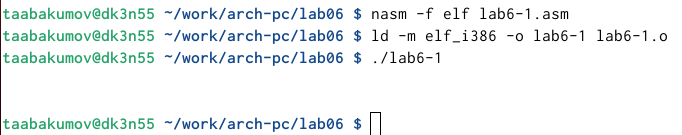 taabakumov@dk3n55 ~/work/arch-pc/lab06 $ nasm -f elf lab6-1.asm
taabakumov@dk3n55 ~/work/arch-pc/lab06 $ ld -m elf_i386 -o lab6-1 lab6-1.o
taabakumov@dk3n55 ~/work/arch-pc/lab06 $ ./lab6-1
taabakumov@dk3n55 ~/work/arch-pc/lab06 $